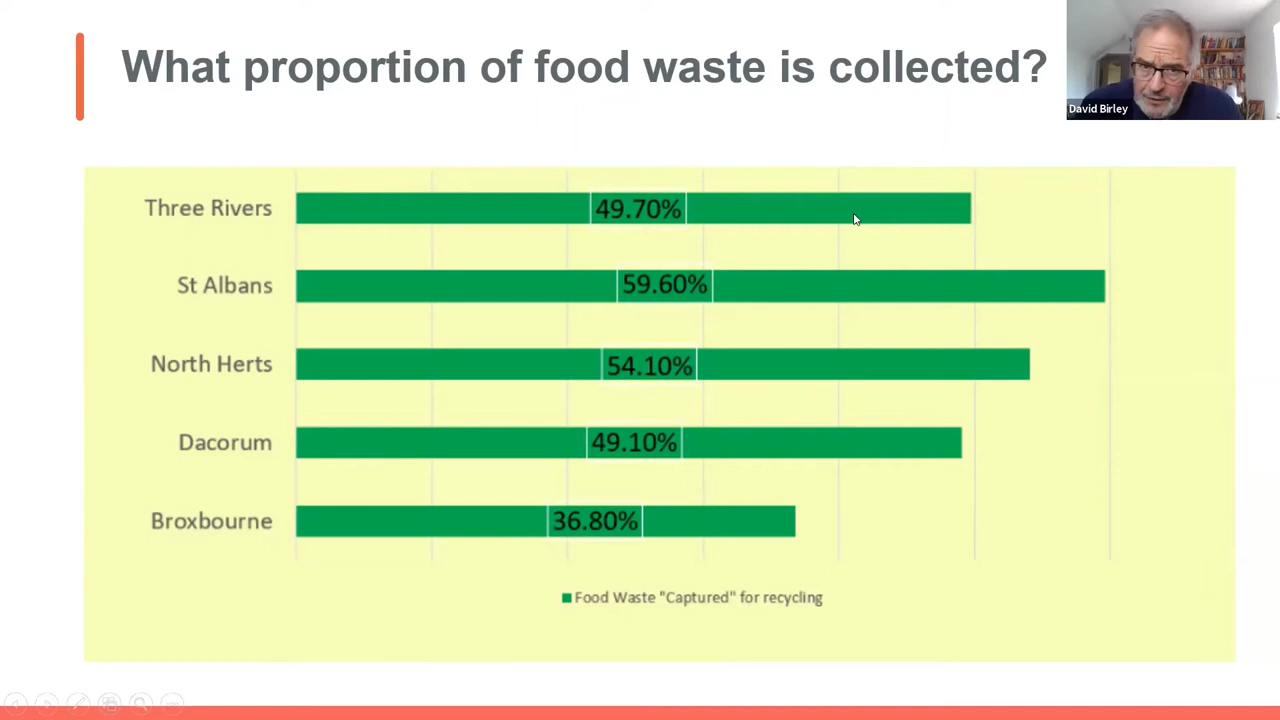 What proportion of food waste is collected?
David Birley
Three Rivers 49.70%
St Albans 59.60%
North Herts 54.10%
Dacorum 49.10%
Broxbourne 36.80%
Food Waste "Captured" for recycling